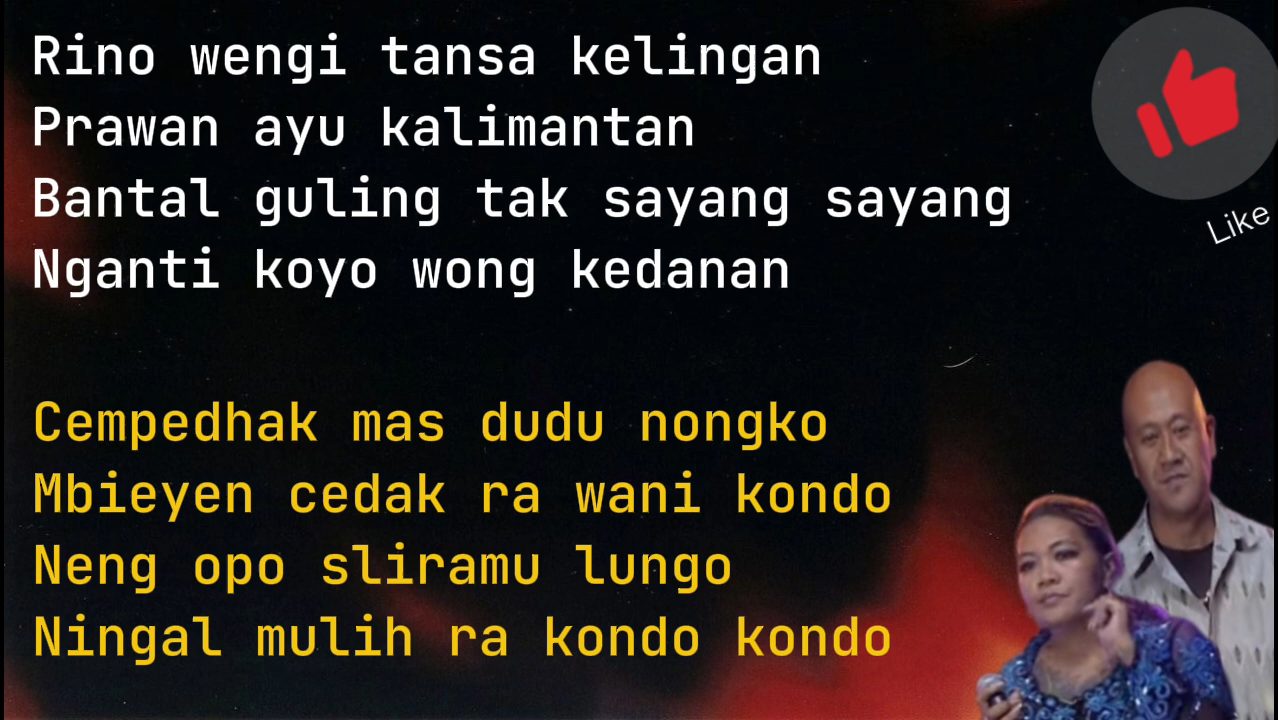 Rino wengi tansa kelingan
Prawan ayu kalimantan
Bantal guling tak sayang sayang
Nganti koyo wong kedanan
Cempedhak mas dudu nongko
Mbieyen cedak ra wani kondo
Neng opo sliramu lungo
Ningal mulih ra kondo kondo
Like